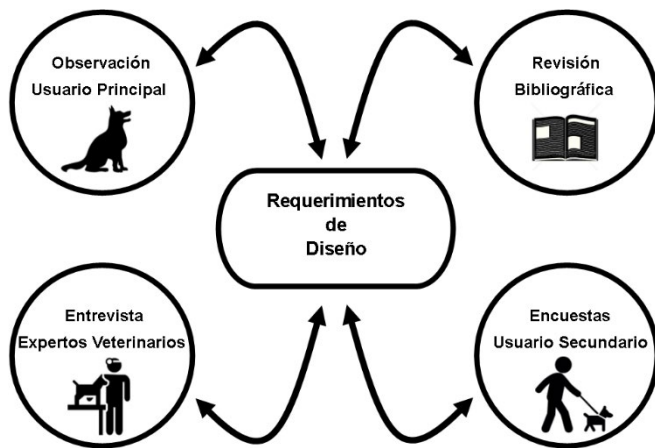 Observación
Usuario Principal
Revisión
Bibliográfica
Requerimientos
de
Diseño
Entrevista
Expertos Veterinarios
Encuestas
Usuario Secundario